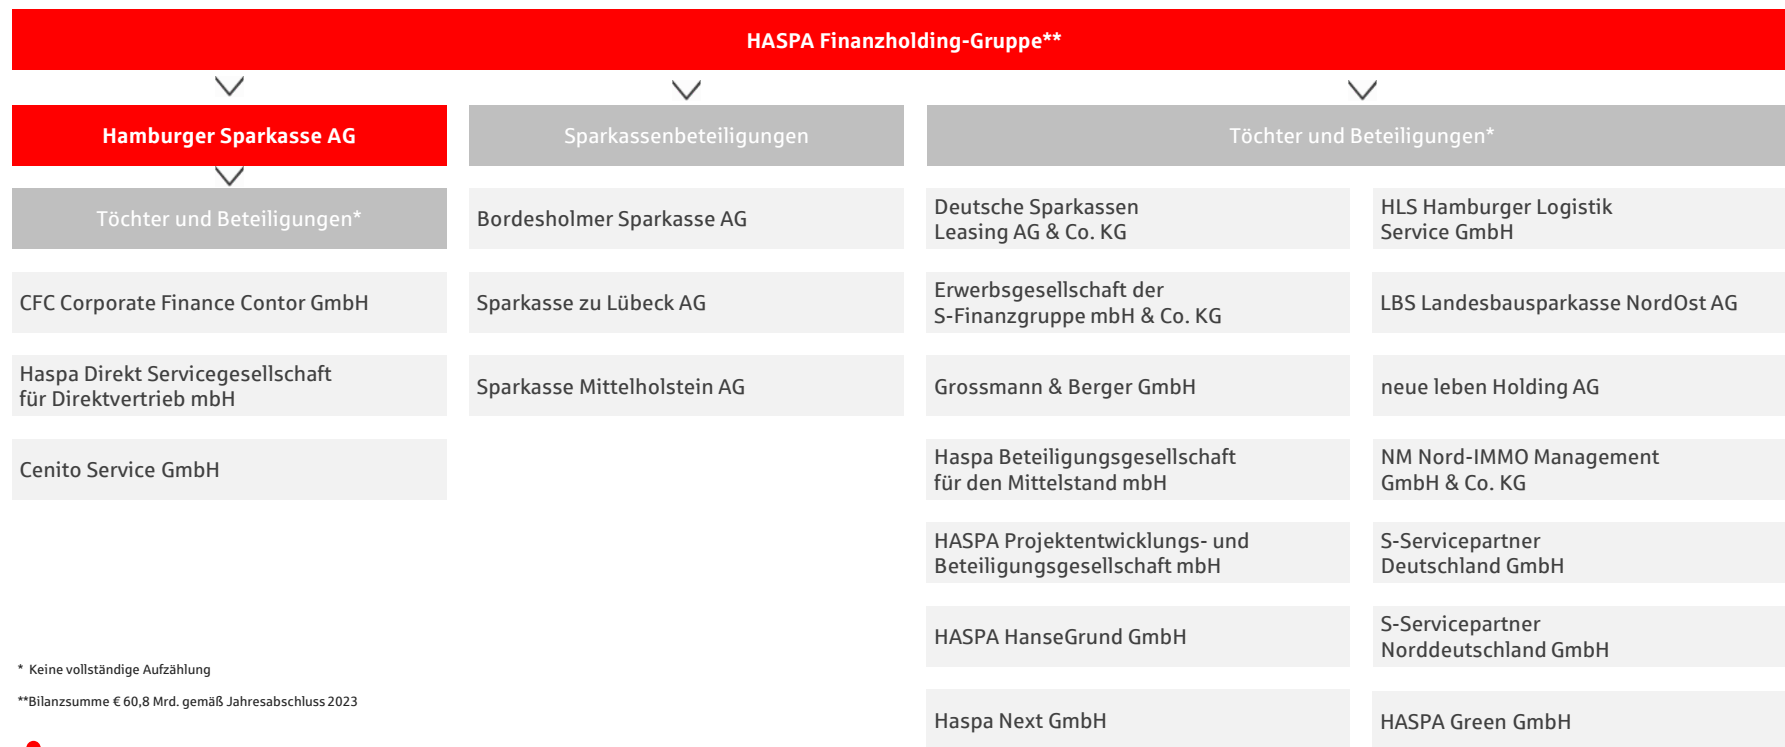 HASPA Finanzholding-Gruppe**
Hamburger Sparkasse AG
Töchter und Beteiligungen*
CFC Corporate Finance Contor GmbH
Haspa Direkt Servicegesellschaft
für Direktvertrieb mbH
Cenito Service GmbH
Sparkassenbeteiligungen
Bordesholmer Sparkasse AG
Sparkasse zu Lübeck AG
Sparkasse Mittelholstein AG
Töchter und Beteiligungen*
Deutsche Sparkassen
Leasing AG & Co. KG
Erwerbsgesellschaft der
S-Finanzgruppe mbH & Co. KG
Grossmann & Berger GmbH
Haspa Beteiligungsgesellschaft
für den Mittelstand mbH
HASPA Projektentwicklungs- und
Beteiligungsgesellschaft mbH
HASPA HanseGrund GmbH
Haspa Next GmbH
HLS Hamburger Logistik
Service GmbH
LBS Landesbausparkasse NordOst AG
neue leben Holding AG
NM Nord-IMMO Management
GmbH & Co. KG
S-Servicepartner
Deutschland GmbH
S-Servicepartner
Norddeutschland GmbH
HASPA Green GmbH
* Keine vollständige Aufzählung
**Bilanzsumme € 60,8 Mrd. gemäß Jahresabschluss 2023